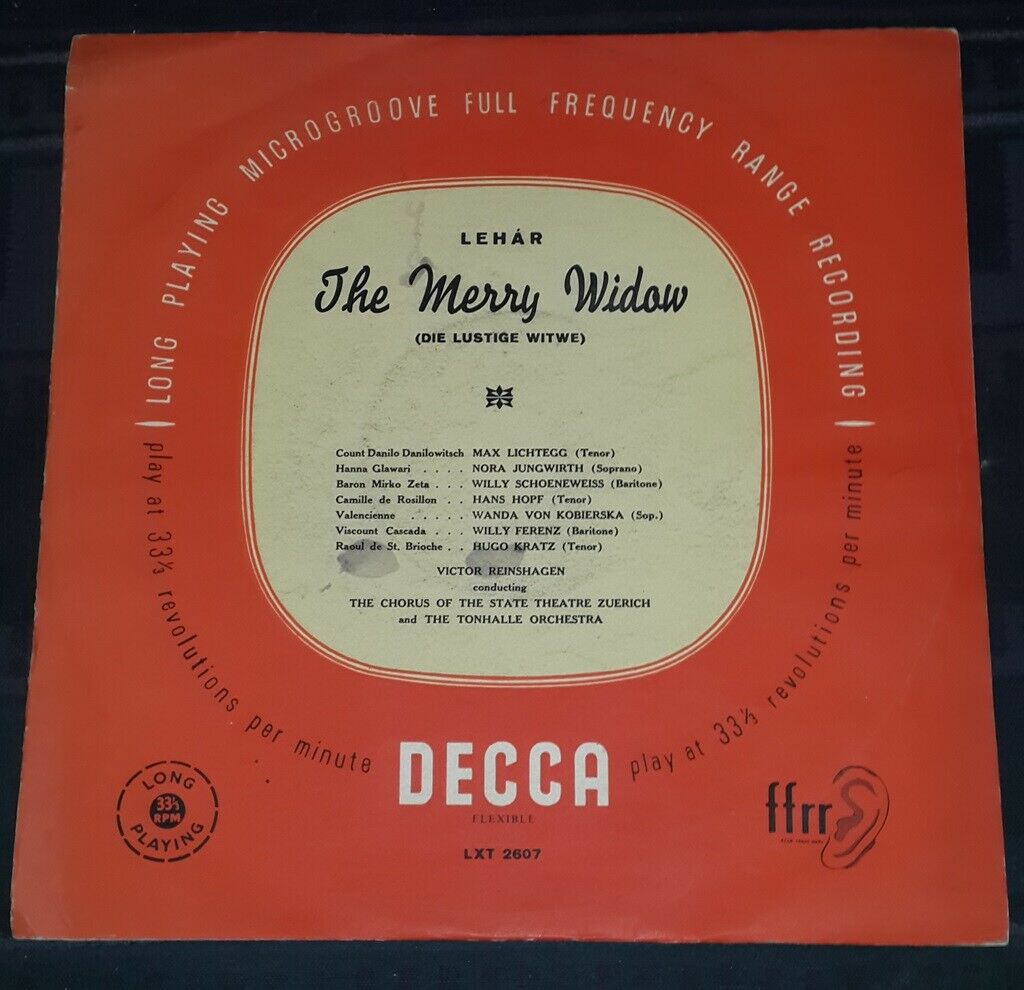 LONG PLAYING MICROGROOVE FULL FREQUENCY RANGE RECORDING
LEHÁR
The Merry Widow
(DIE LUSTIGE WITWE)
Count Danilo Danilowitsch MAX LICHTEGG (Tenor)
Hanna Glawari . . . . NORA JUNGWIRTH (Soprano)
Baron Mirko Zeta . . . WILLY SCHOENEWEISS (Baritone)
Camille de Rosillon . . HANS HOPF (Tenor)
Valencienne . . . . . WANDA VON KOBIERSKA (Sop.)
Viscount Cascada . . . WILLY FERENZ (Baritone)
Raoul de St. Brioche . . HUGO KRATZ (Tenor)
VICTOR REINSHAGEN
conducting
THE CHORUS OF THE STATE THEATRE ZUERICH
and THE TONHALLE ORCHESTRA
play at 33⅓ revolutions per minute
play at 33⅓ revolutions per minute
DECCA
FLEXIBLE
LXT 2607
LONG
33⅓
RPM
PLAYING
ffrr